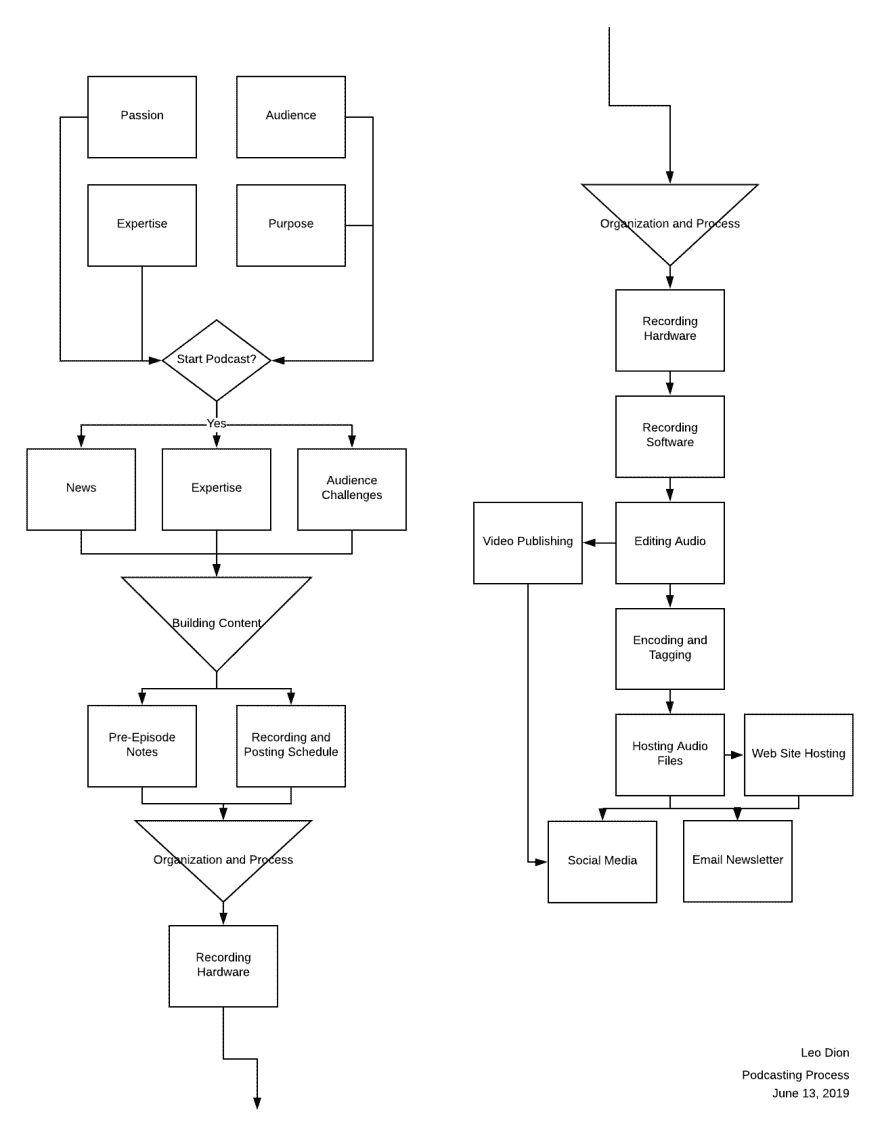 Passion
Audience
Expertise
Purpose
Start Podcast?
Yes
News
Expertise
Audience
Challenges
Building Content
Pre-Episode
Notes
Recording and
Posting Schedule
Organization and Process
Recording
Hardware
Organization and Process
Recording
Hardware
Recording
Software
Video Publishing
Editing Audio
Encoding and
Tagging
Hosting Audio
Files
Web Site Hosting
Social Media
Email Newsletter
Leo Dion
Podcasting Process
June 13, 2019